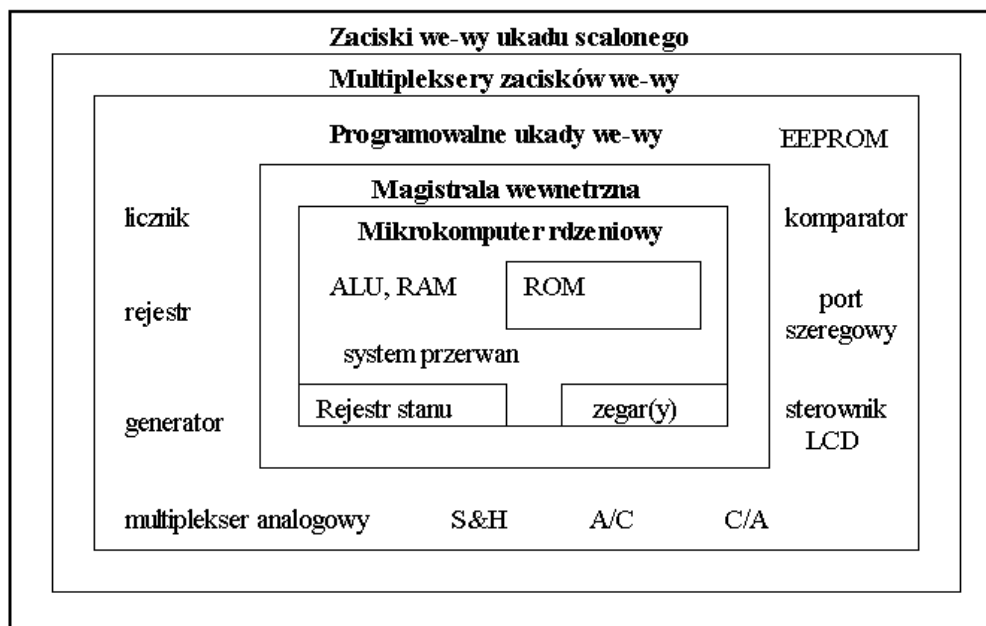 Zaciski we-wy ukadu scalonego
Multipleksery zacisków we-wy
Programowalne ukady we-wy
EEPROM
Magistrala wewnetrzna
licznik
komparator
Mikrokomputer rdzeniowy
ALU, RAM
ROM
rejestr
port
szeregowy
system przerwan
Rejestr stanu
zegar(y)
generator
sterownik
LCD
multiplekser analogowy
S&H
A/C
C/A